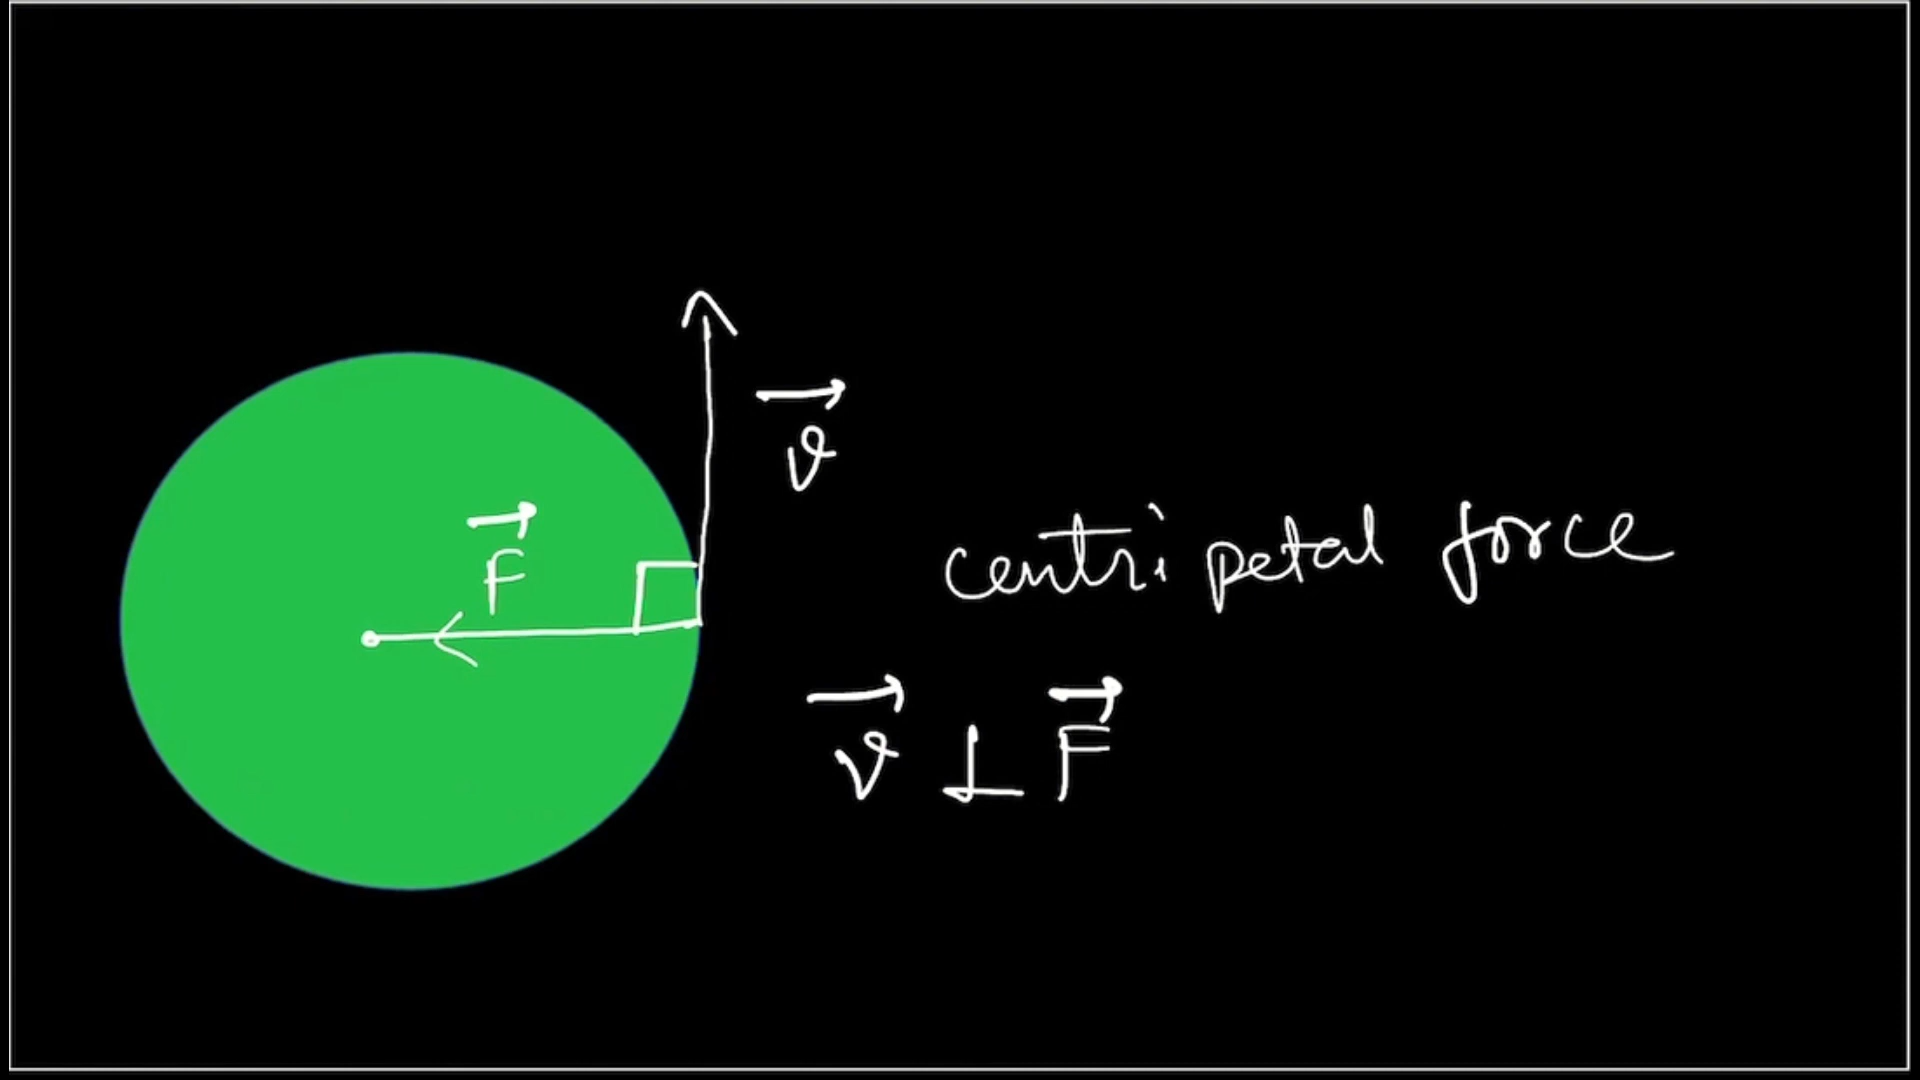 v⃗
F⃗
centripetal force
v⃗ ⊥ F⃗